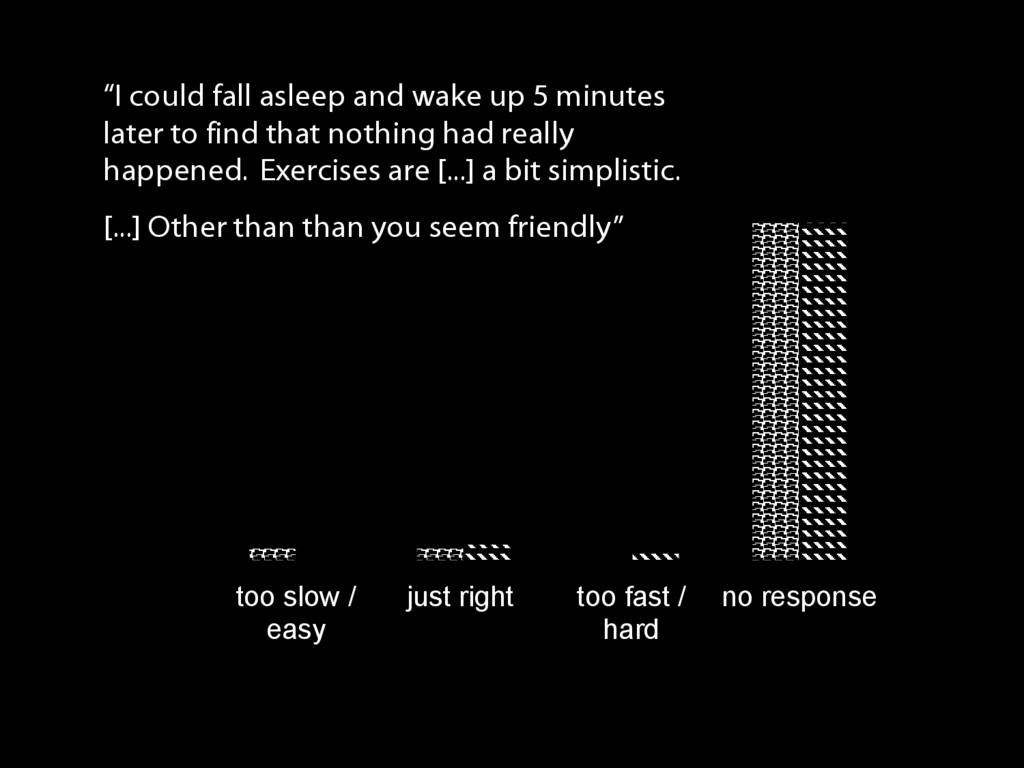 “I could fall asleep and wake up 5 minutes
later to find that nothing had really
happened.  Exercises are [...] a bit simplistic.
[...] Other than than you seem friendly”
too slow /
easy
just right
too fast /
hard
no response